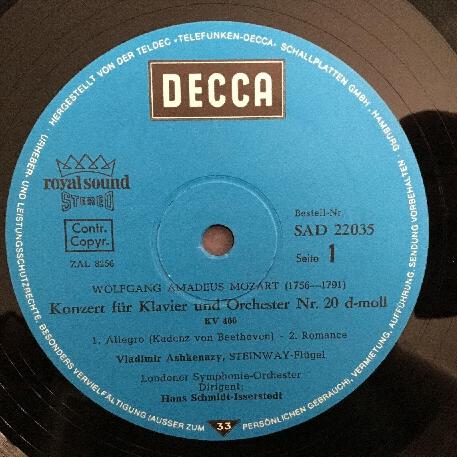 HERGESTELLT VON DER TELDEC »TELEFUNKEN-DECCA« SCHALLPLATTEN GMBH, HAMBURG · ALLE
URHEBER- UND LEISTUNGSSCHUTZRECHTE, BESONDERS VERVIELFÄLTIGUNG (AUSSER ZUM PERSÖNLICHEN GEBRAUCH), VERMIETUNG, AUFFÜHRUNG, SENDUNG VORBEHALTEN
DECCA
royal sound
STEREO
Contr.
Copyr.
ZAL 8256
Bestell-Nr.
SAD 22035
Seite 1
WOLFGANG AMADEUS MOZART (1756—1791)
Konzert für Klavier und Orchester Nr. 20 d-moll
KV 466
1. Allegro (Kadenz von Beethoven) - 2. Romance
Vladimir Ashkenazy, STEINWAY-Flügel
Londoner Symphonie-Orchester
Dirigent:
Hans Schmidt-Isserstedt
33